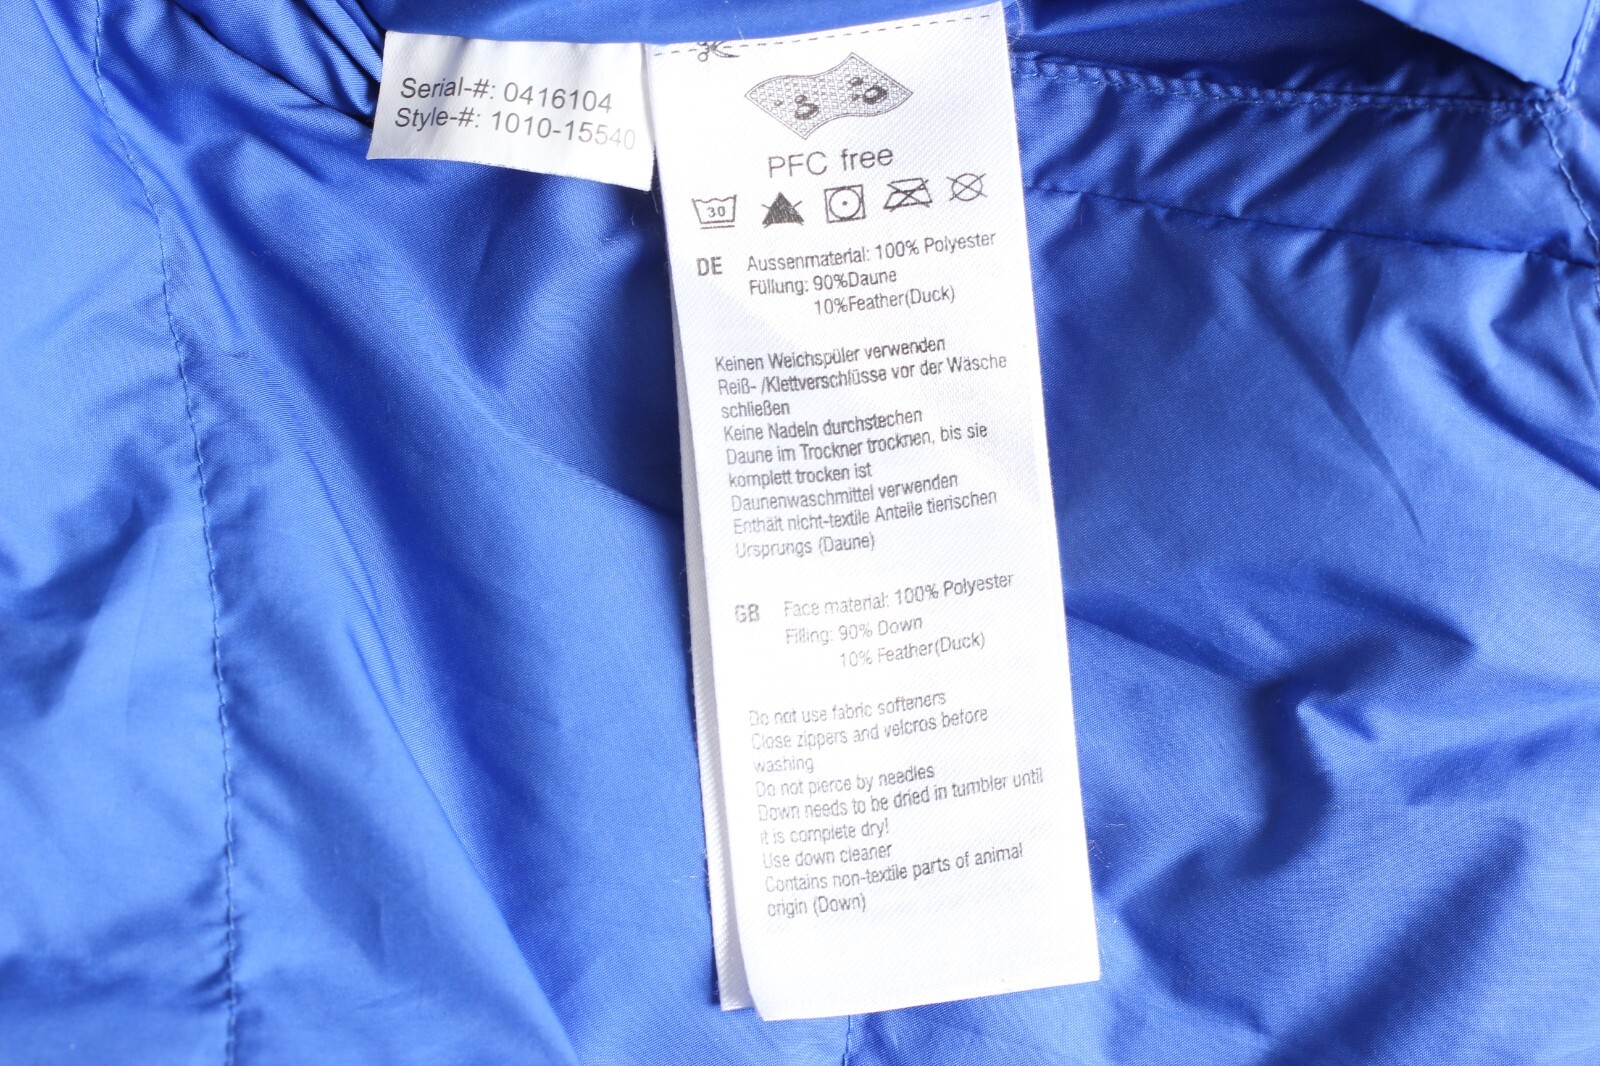 Serial-#: 0416104
Style-#: 1010-15540
PFC free
30
DE
Aussenmaterial: 100% Polyester
Füllung: 90%Daune
10%Feather(Duck)
Keinen Weichspüler verwenden
Reiß- /Klettverschlüsse vor der Wäsche
schließen
Keine Nadeln durchstechen
Daune im Trockner trocknen, bis sie
komplett trocken ist
Daunenwaschmittel verwenden
Enthält nicht-textile Anteile tierischen
Ursprungs (Daune)
GB
Face material: 100% Polyester
Filling: 90% Down
10% Feather(Duck)
Do not use fabric softeners
Close zippers and velcros before
washing
Do not pierce by needles
Down needs to be dried in tumbler until
it is complete dry!
Use down cleaner
Contains non-textile parts of animal
origin (Down)